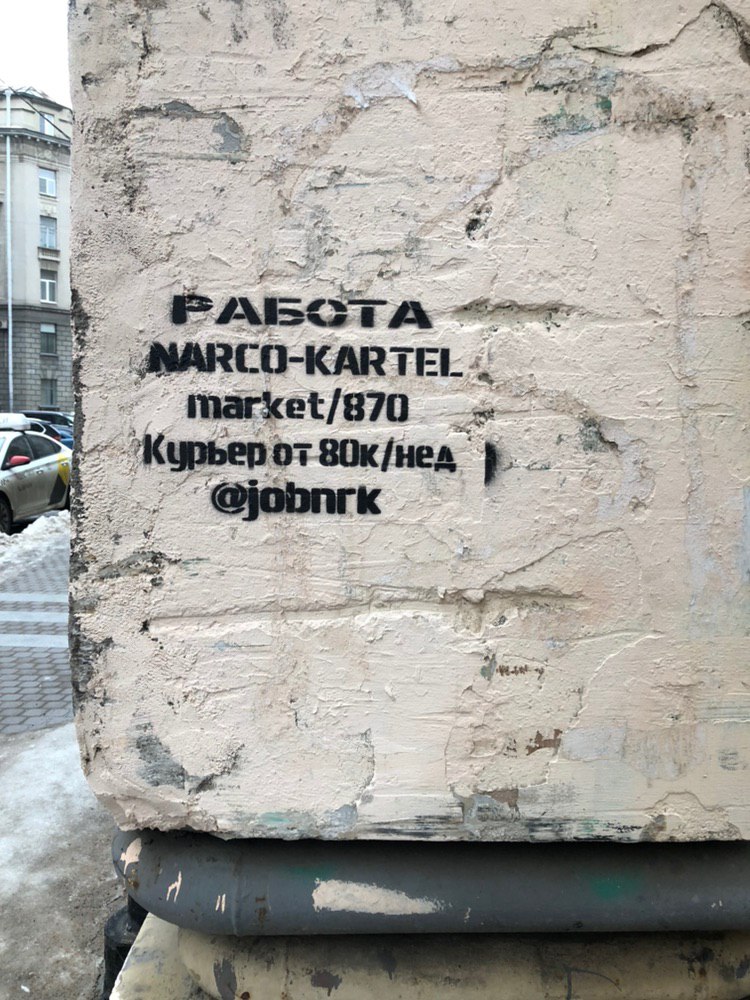 РАБОТА
NARCO-KARTEL
market/870
Курьер от 80к/нед
@jobnrk